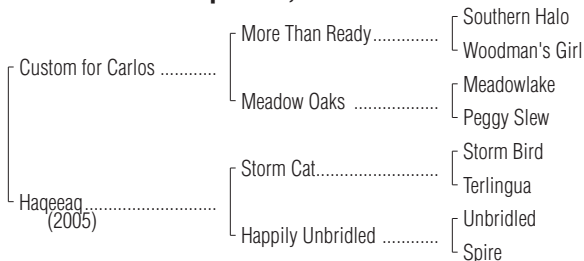 Southern Halo
More Than Ready..............
Woodman's Girl
Custom for Carlos ............
Meadowlake
Meadow Oaks ..................
Peggy Slew
Storm Bird
Storm Cat..........................
Terlingua
Haqeeaq............................
(2005)
Unbridled
Happily Unbridled ............
Spire